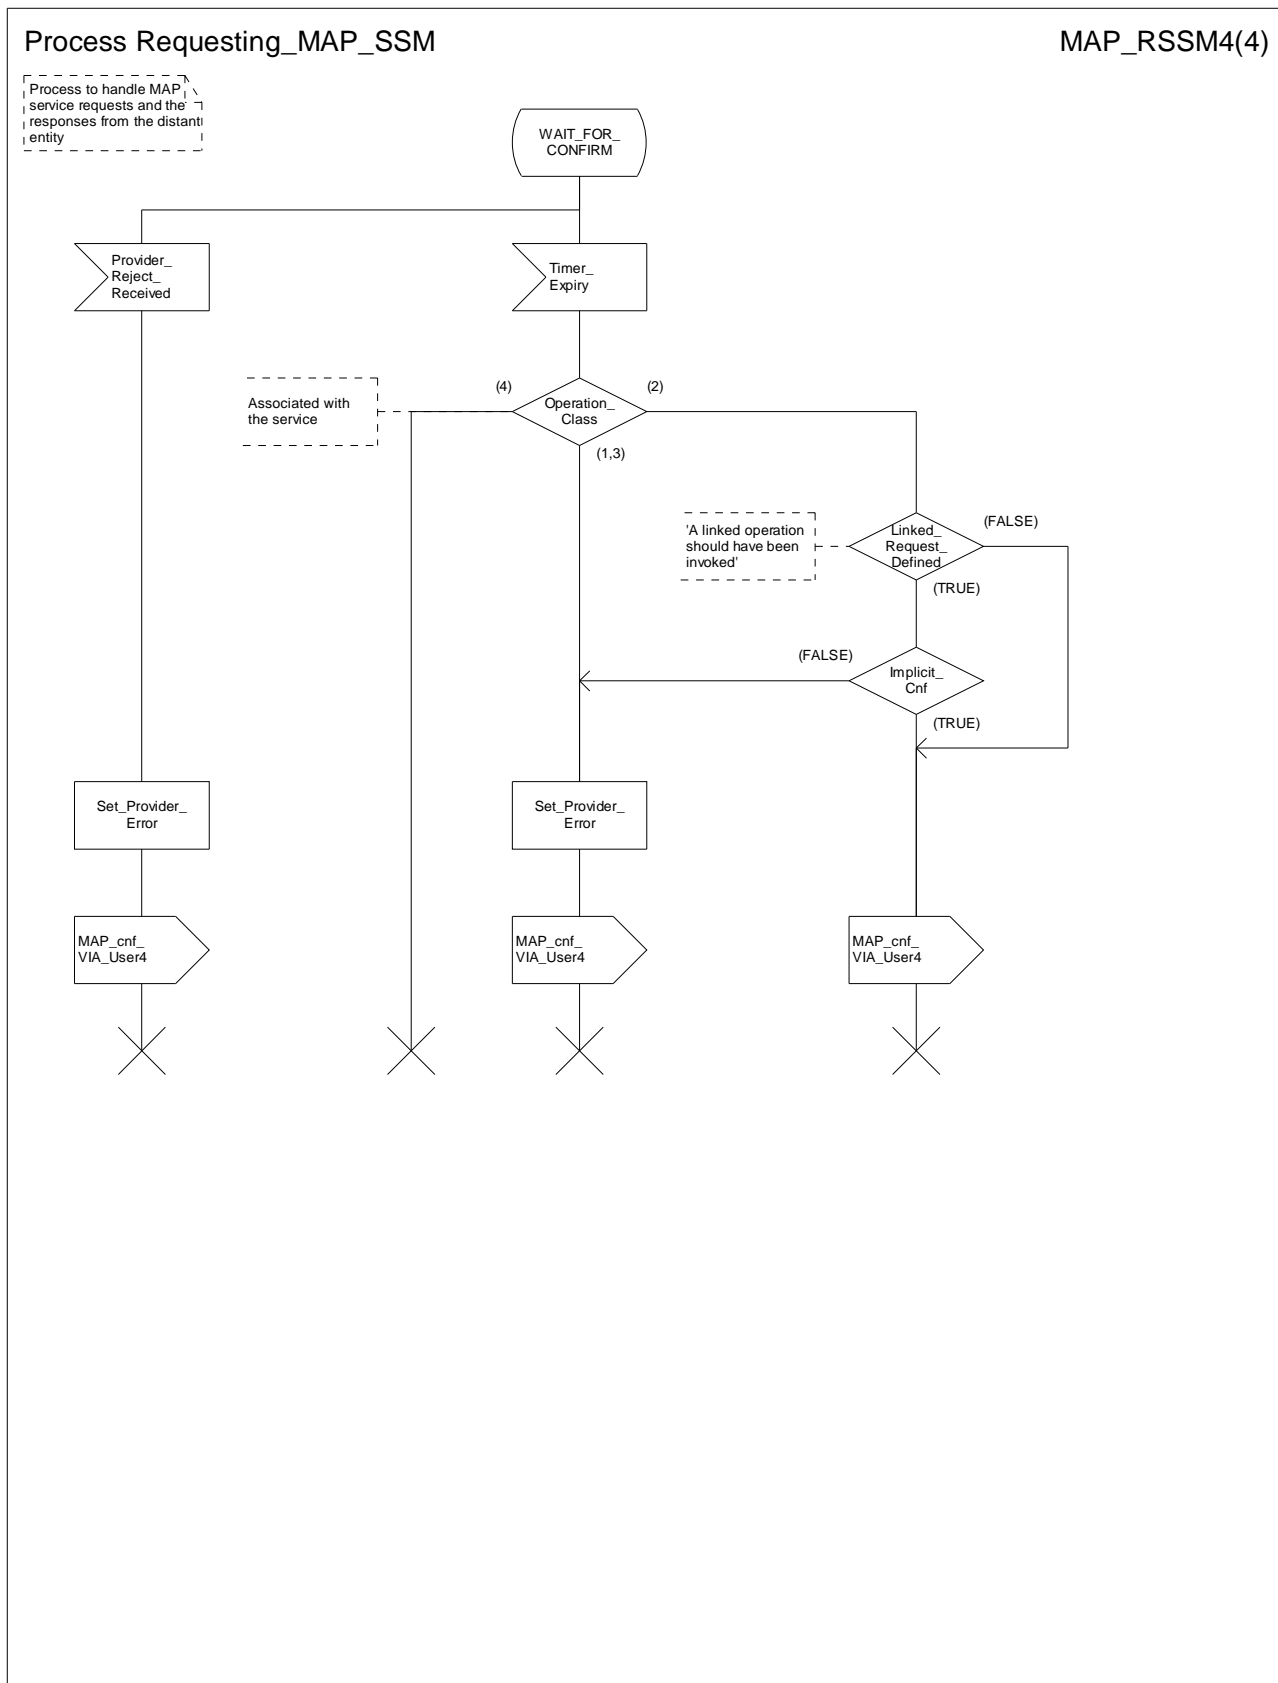 Process Requesting_MAP_SSM
MAP_RSSM4(4)
Process to handle MAP
service requests and the
responses from the distant
entity
WAIT_FOR_
CONFIRM
Provider_
Reject_
Received
Timer_
Expiry
Associated with
the service
(4)
Operation_
Class
(2)
(1,3)
'A linked operation
should have been
invoked'
Linked_
Request_
Defined
(FALSE)
(TRUE)
(FALSE)
Implicit_
Cnf
(TRUE)
Set_Provider_
Error
Set_Provider_
Error
MAP_cnf_
VIA_User4
MAP_cnf_
VIA_User4
MAP_cnf_
VIA_User4